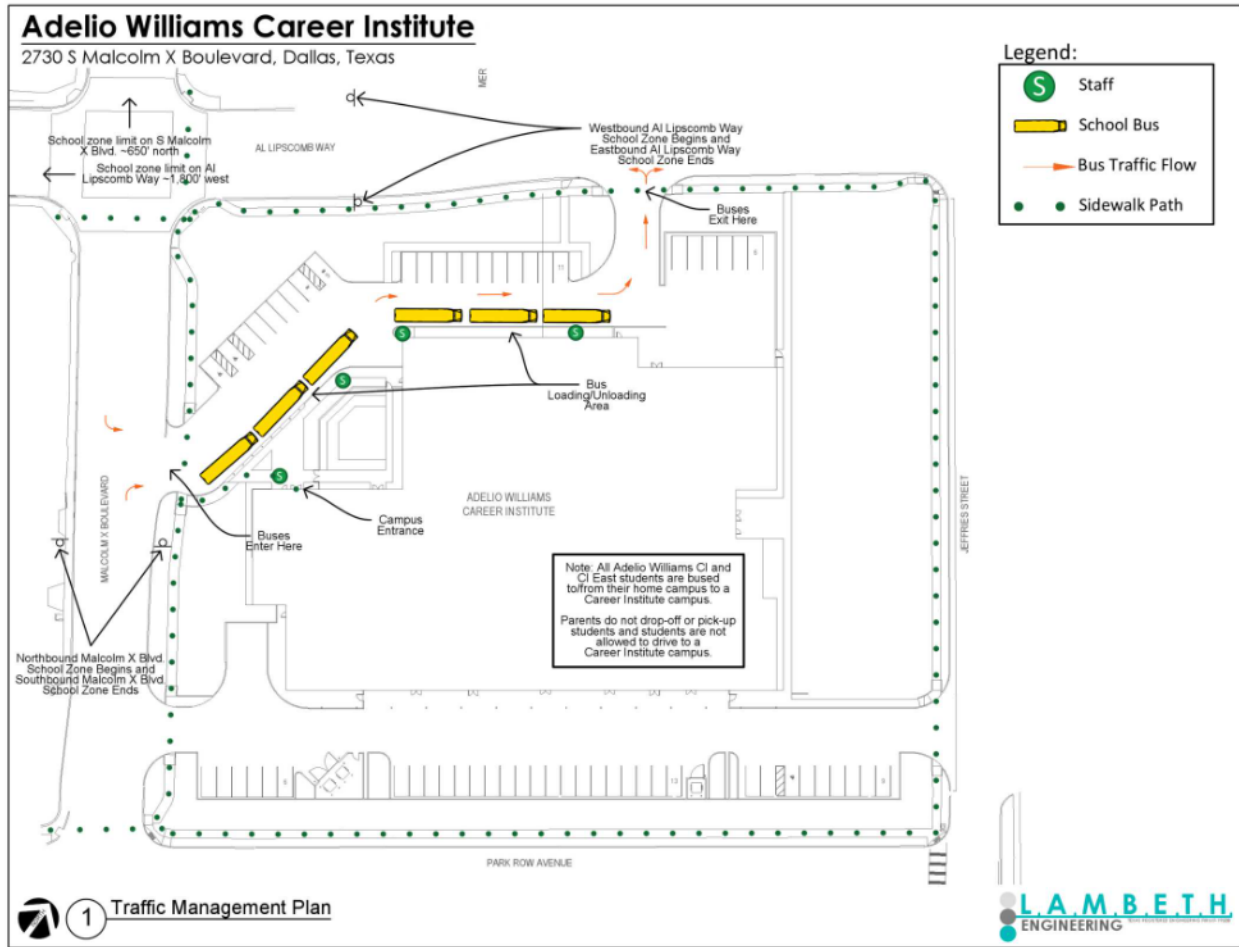 Adelio Williams Career Institute
2730 S Malcolm X Boulevard, Dallas, Texas
Legend:
S Staff
School Bus
Bus Traffic Flow
Sidewalk Path
MER
School zone limit on S Malcolm
X Blvd. ~650' north
School zone limit on Al
Lipscomb Way ~1,800' west
AL LIPSCOMB WAY
Westbound Al Lipscomb Way
School Zone Begins and
Eastbound Al Lipscomb Way
School Zone Ends
Buses
Exit Here
11
S
S
S
S
Bus
Loading/Unloading
Area
ADELIO WILLIAMS
CAREER INSTITUTE
Campus
Entrance
Buses
Enter Here
MALCOLM X BOULEVARD
JEFFRIES STREET
Note: All Adelio Williams CI and
CI East students are bused
to/from their home campus to a
Career Institute campus.
Parents do not drop-off or pick-up
students and students are not
allowed to drive to a
Career Institute campus.
Northbound Malcolm X Blvd.
School Zone Begins and
Southbound Malcolm X Blvd.
School Zone Ends
13
PARK ROW AVENUE
1 Traffic Management Plan
L.A.M.B.E.T.H.
ENGINEERING